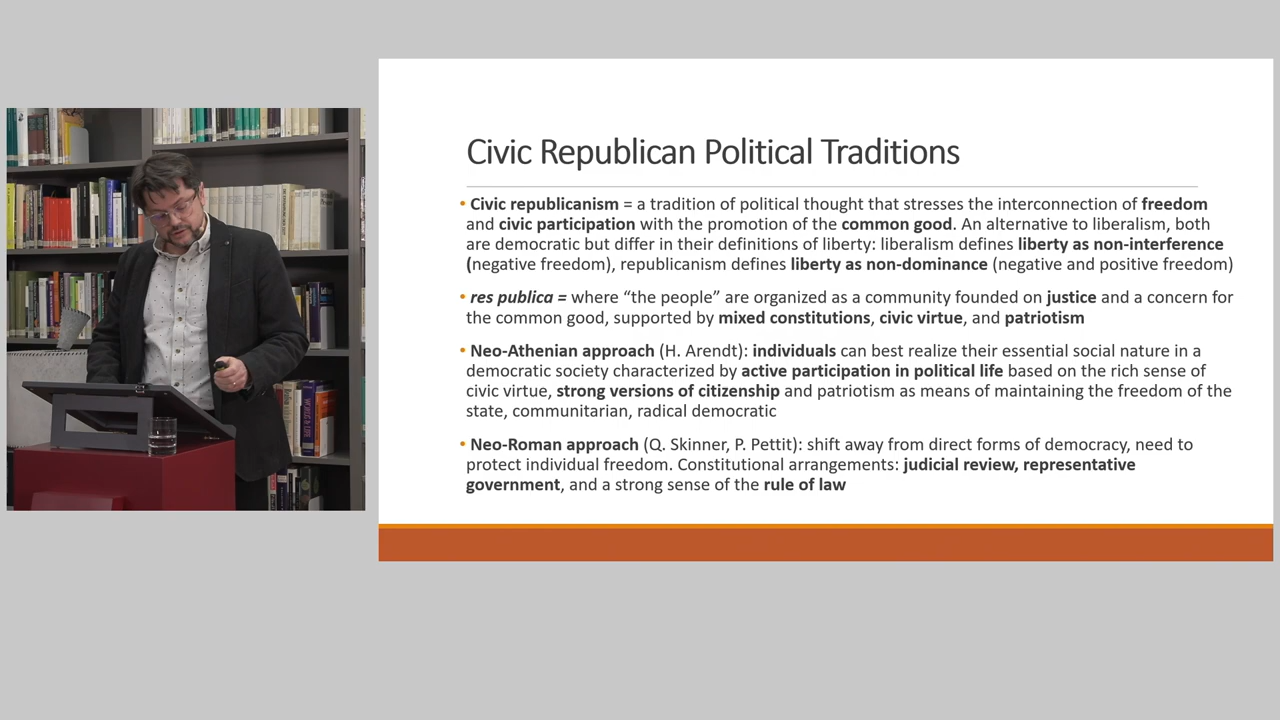 Civic Republican Political Traditions
• Civic republicanism = a tradition of political thought that stresses the interconnection of freedom
and civic participation with the promotion of the common good. An alternative to liberalism, both
are democratic but differ in their definitions of liberty: liberalism defines liberty as non-interference
(negative freedom), republicanism defines liberty as non-dominance (negative and positive freedom)
• res publica = where “the people” are organized as a community founded on justice and a concern for
the common good, supported by mixed constitutions, civic virtue, and patriotism
• Neo-Athenian approach (H. Arendt): individuals can best realize their essential social nature in a
democratic society characterized by active participation in political life based on the rich sense of
civic virtue, strong versions of citizenship and patriotism as means of maintaining the freedom of the
state, communitarian, radical democratic
• Neo-Roman approach (Q. Skinner, P. Pettit): shift away from direct forms of democracy, need to
protect individual freedom. Constitutional arrangements: judicial review, representative
government, and a strong sense of the rule of law